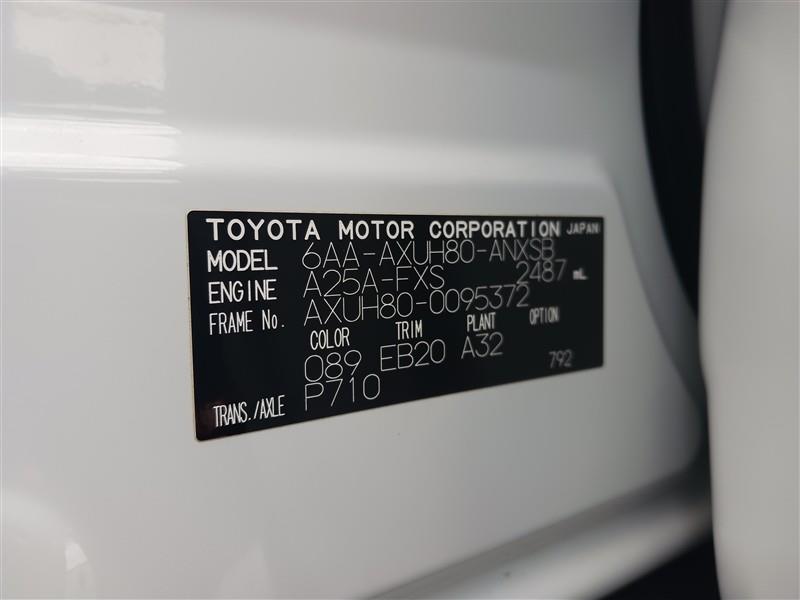 TOYOTA MOTOR CORPORATION JAPAN
MODEL 6AA-AXUH80-ANXSB
ENGINE A25A-FXS 2487 mL
FRAME No. AXUH80-0095372
COLOR TRIM PLANT OPTION
089 EB20 A32 792
TRANS./AXLE P710